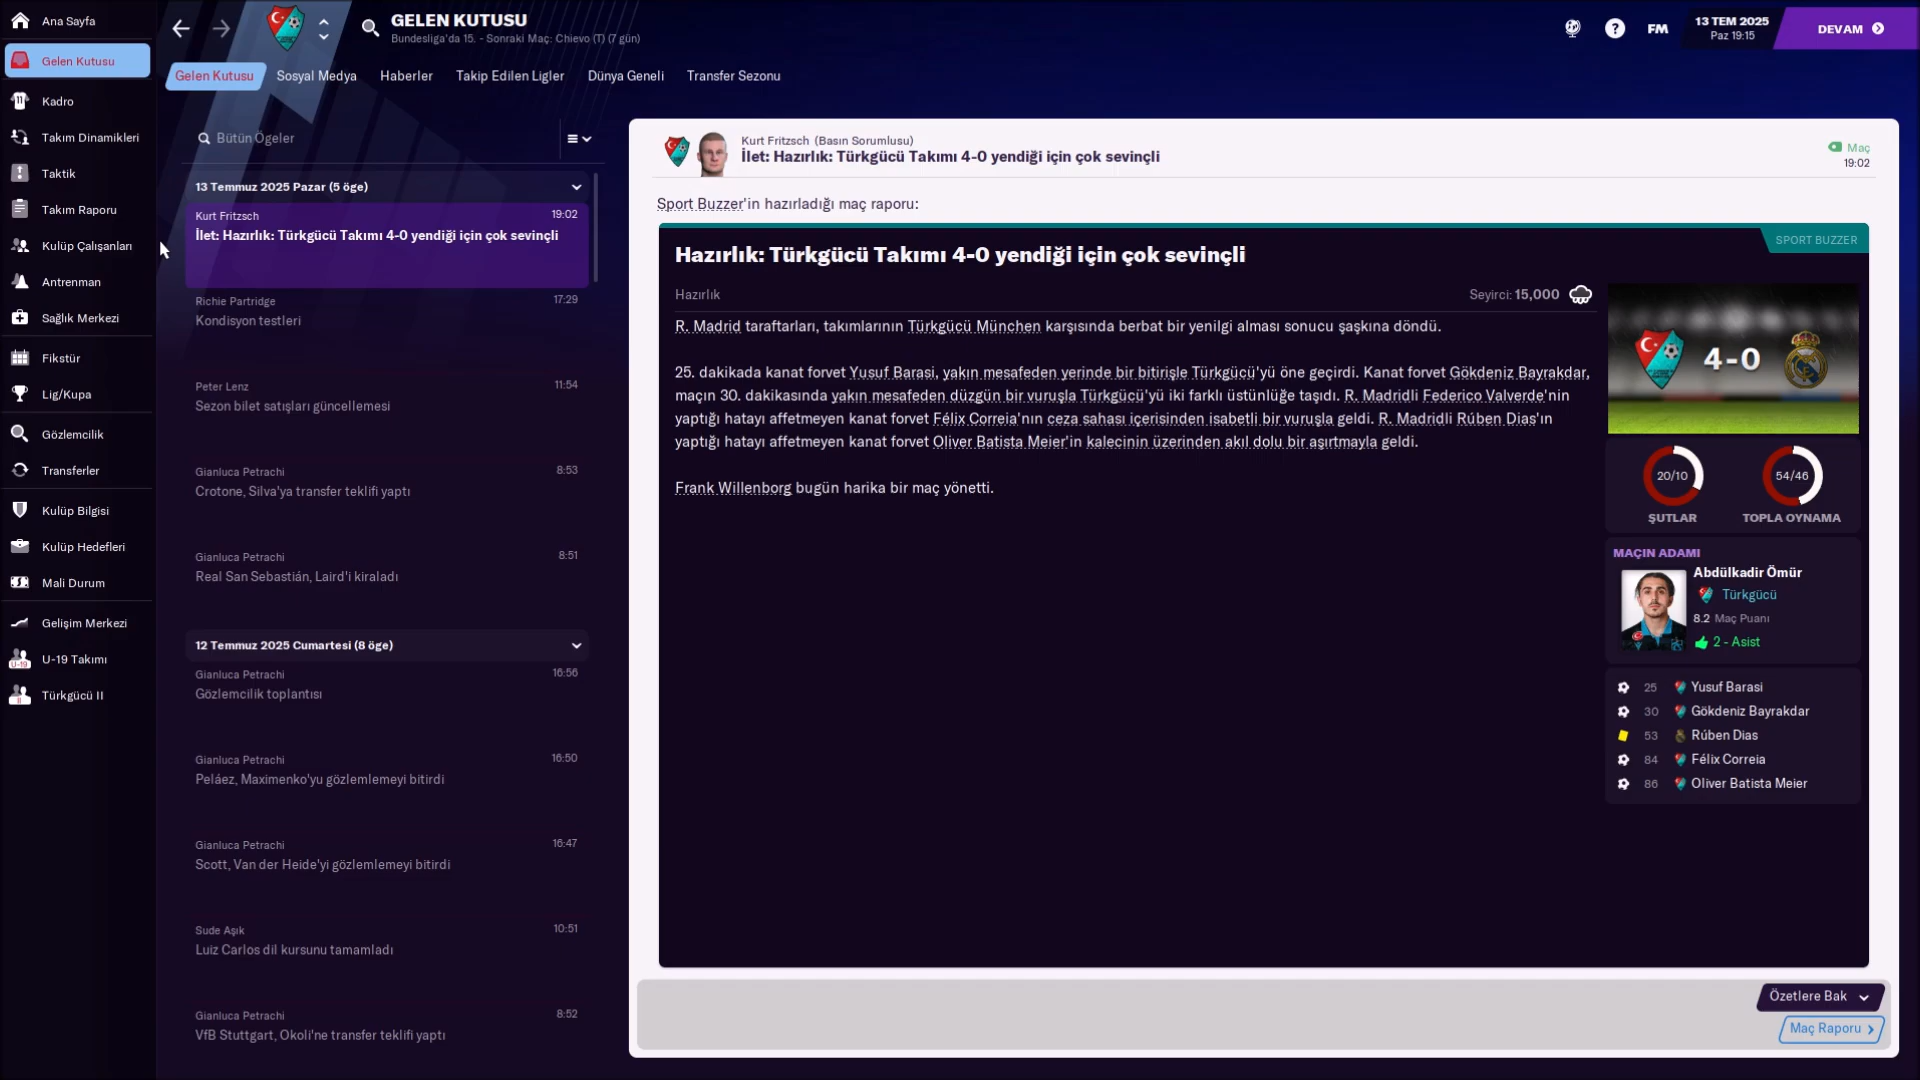 Ana Sayfa
Gelen Kutusu
Kadro
Takım Dinamikleri
Taktik
Takım Raporu
Kulüp Çalışanları
Antrenman
Sağlık Merkezi
Fikstür
Lig/Kupa
Gözlemcilik
Transferler
Kulüp Bilgisi
Kulüp Hedefleri
Mali Durum
Gelişim Merkezi
U-19 Takımı
Türkgücü II
GELEN KUTUSU
Bundesliga'da 15. - Sonraki Maç: Chievo (T) (7 gün)
FM
13 TEM 2025
Paz 19:15
DEVAM
Gelen Kutusu
Sosyal Medya
Haberler
Takip Edilen Ligler
Dünya Geneli
Transfer Sezonu
Bütün Ögeler
13 Temmuz 2025 Pazar (5 öge)
Kurt Fritzsch 19:02
İlet: Hazırlık: Türkgücü Takımı 4-0 yendiği için çok sevinçli
Richie Partridge 17:29
Kondisyon testleri
Peter Lenz 11:54
Sezon bilet satışları güncellemesi
Gianluca Petrachi 8:53
Crotone, Silva'ya transfer teklifi yaptı
Gianluca Petrachi 8:51
Real San Sebastián, Laird'i kiraladı
12 Temmuz 2025 Cumartesi (8 öge)
Gianluca Petrachi 16:56
Gözlemcilik toplantısı
Gianluca Petrachi 16:50
Peláez, Maximenko'yu gözlemlemeyi bitirdi
Gianluca Petrachi 16:47
Scott, Van der Heide'yi gözlemlemeyi bitirdi
Sude Aşık 10:51
Luiz Carlos dil kursunu tamamladı
Gianluca Petrachi 8:52
VfB Stuttgart, Okoli'ne transfer teklifi yaptı
Kurt Fritzsch (Basın Sorumlusu)
İlet: Hazırlık: Türkgücü Takımı 4-0 yendiği için çok sevinçli
Maç
19:02
Sport Buzzer'in hazırladığı maç raporu:
SPORT BUZZER
Hazırlık: Türkgücü Takımı 4-0 yendiği için çok sevinçli
Hazırlık
Seyirci: 15,000
R. Madrid taraftarları, takımlarının Türkgücü München karşısında berbat bir yenilgi alması sonucu şaşkına döndü.
25. dakikada kanat forvet Yusuf Barasi, yakın mesafeden yerinde bir bitirişle Türkgücü'yü öne geçirdi. Kanat forvet Gökdeniz Bayrakdar,
maçın 30. dakikasında yakın mesafeden düzgün bir vuruşla Türkgücü'yü iki farklı üstünlüğe taşıdı. R. Madridli Federico Valverde'nin
yaptığı hatayı affetmeyen kanat forvet Félix Correia'nın ceza sahası içerisinden isabetli bir vuruşla geldi. R. Madridli Rúben Dias'ın
yaptığı hatayı affetmeyen kanat forvet Oliver Batista Meier'in kalecinin üzerinden akıl dolu bir aşırtmayla geldi.
Frank Willenborg bugün harika bir maç yönetti.
4-0
20/10
ŞUTLAR
54/46
TOPLA OYNAMA
MAÇIN ADAMI
Abdülkadir Ömür
Türkgücü
8.2 Maç Puanı
2 - Asist
25 Yusuf Barasi
30 Gökdeniz Bayrakdar
53 Rúben Dias
84 Félix Correia
86 Oliver Batista Meier
Özetlere Bak
Maç Raporu